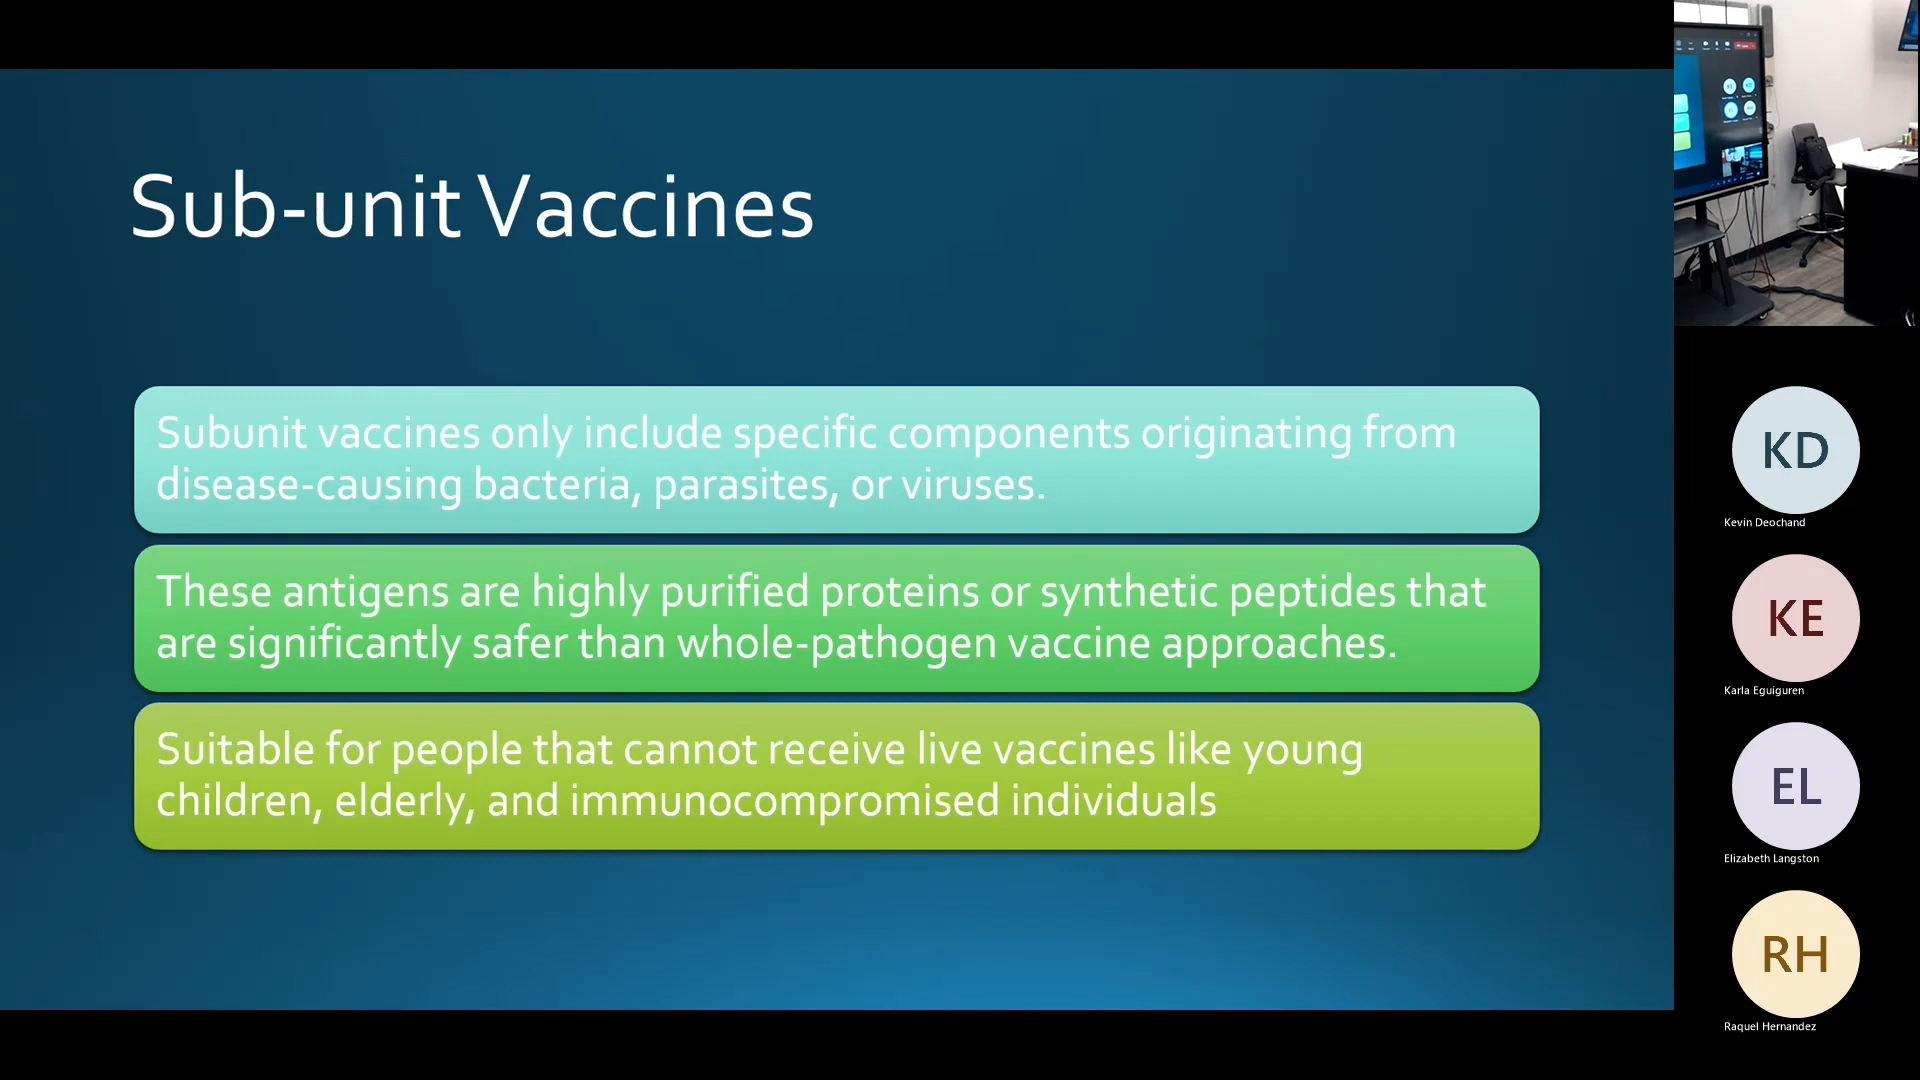 Sub-unit Vaccines
Subunit vaccines only include specific components originating from
disease-causing bacteria, parasites, or viruses.
These antigens are highly purified proteins or synthetic peptides that
are significantly safer than whole-pathogen vaccine approaches.
Suitable for people that cannot receive live vaccines like young
children, elderly, and immunocompromised individuals
KD
Kevin Deochand
KE
Karla Eguiguren
EL
Elizabeth Langston
RH
Raquel Hernandez